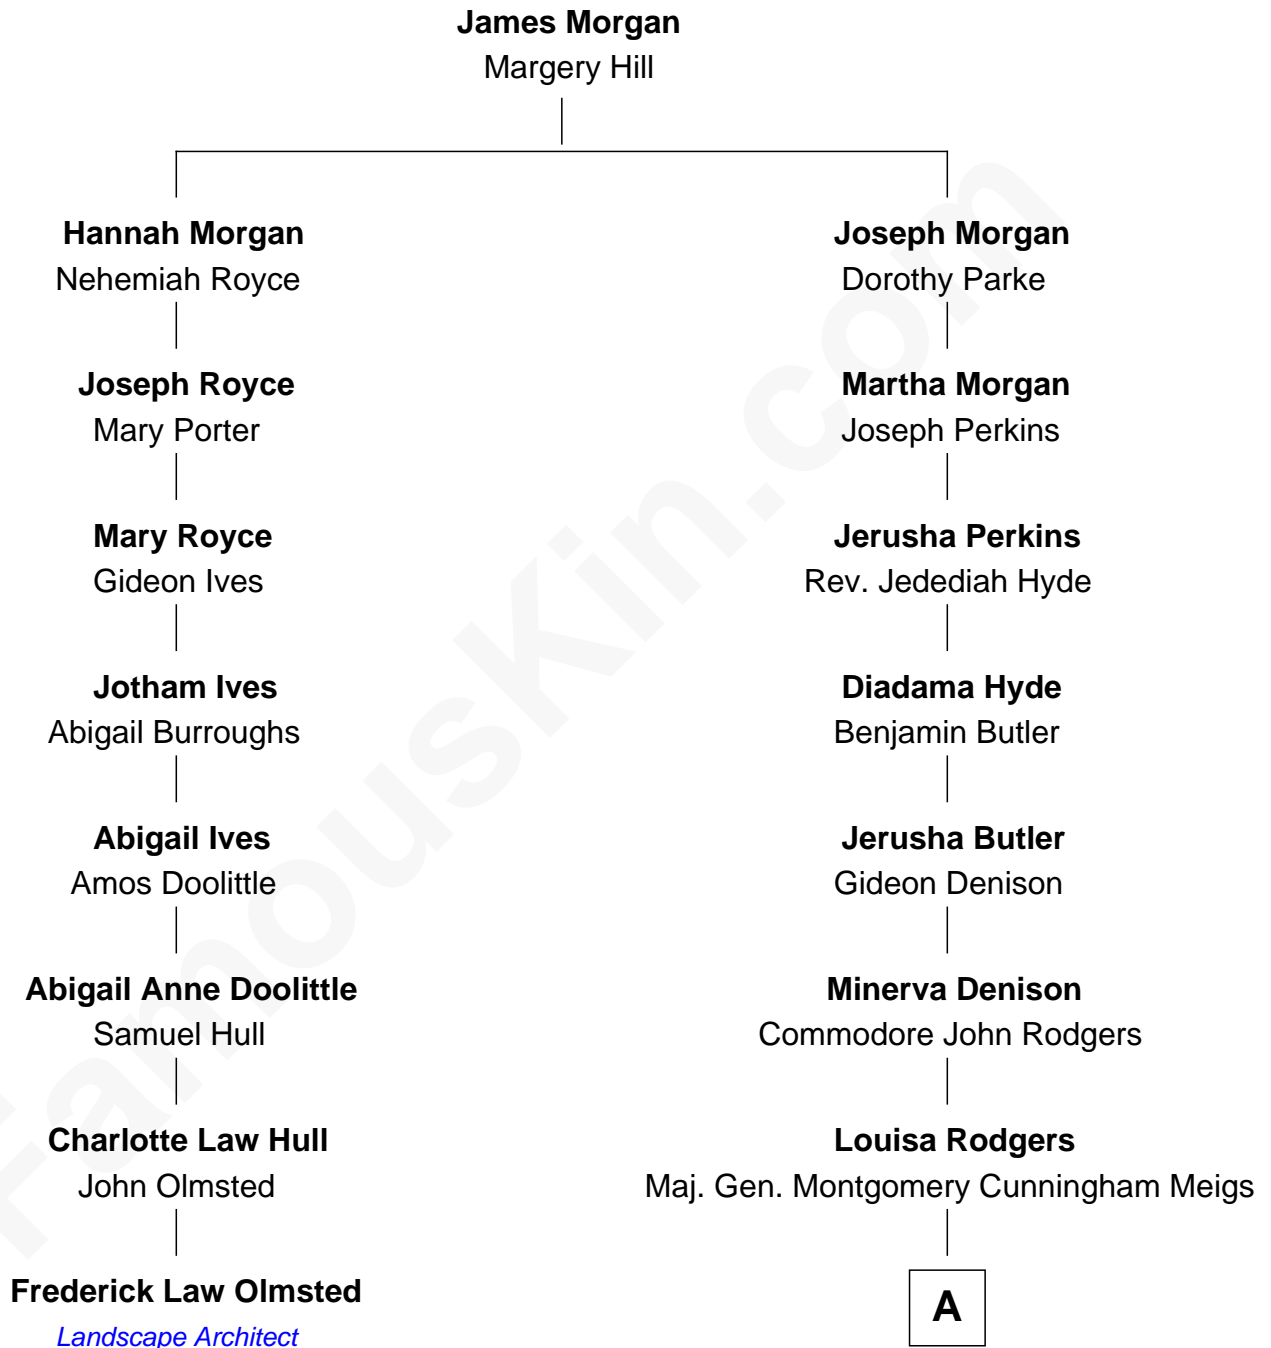 James Morgan
Margery Hill
Hannah Morgan
Nehemiah Royce
Joseph Royce
Mary Porter
Mary Royce
Gideon Ives
Jotham Ives
Abigail Burroughs
Abigail Ives
Amos Doolittle
Abigail Anne Doolittle
Samuel Hull
Charlotte Law Hull
John Olmsted
Frederick Law Olmsted
Landscape Architect
Joseph Morgan
Dorothy Parke
Martha Morgan
Joseph Perkins
Jerusha Perkins
Rev. Jedediah Hyde
Diadama Hyde
Benjamin Butler
Jerusha Butler
Gideon Denison
Minerva Denison
Commodore John Rodgers
Louisa Rodgers
Maj. Gen. Montgomery Cunningham Meigs
A
FamousKin.com